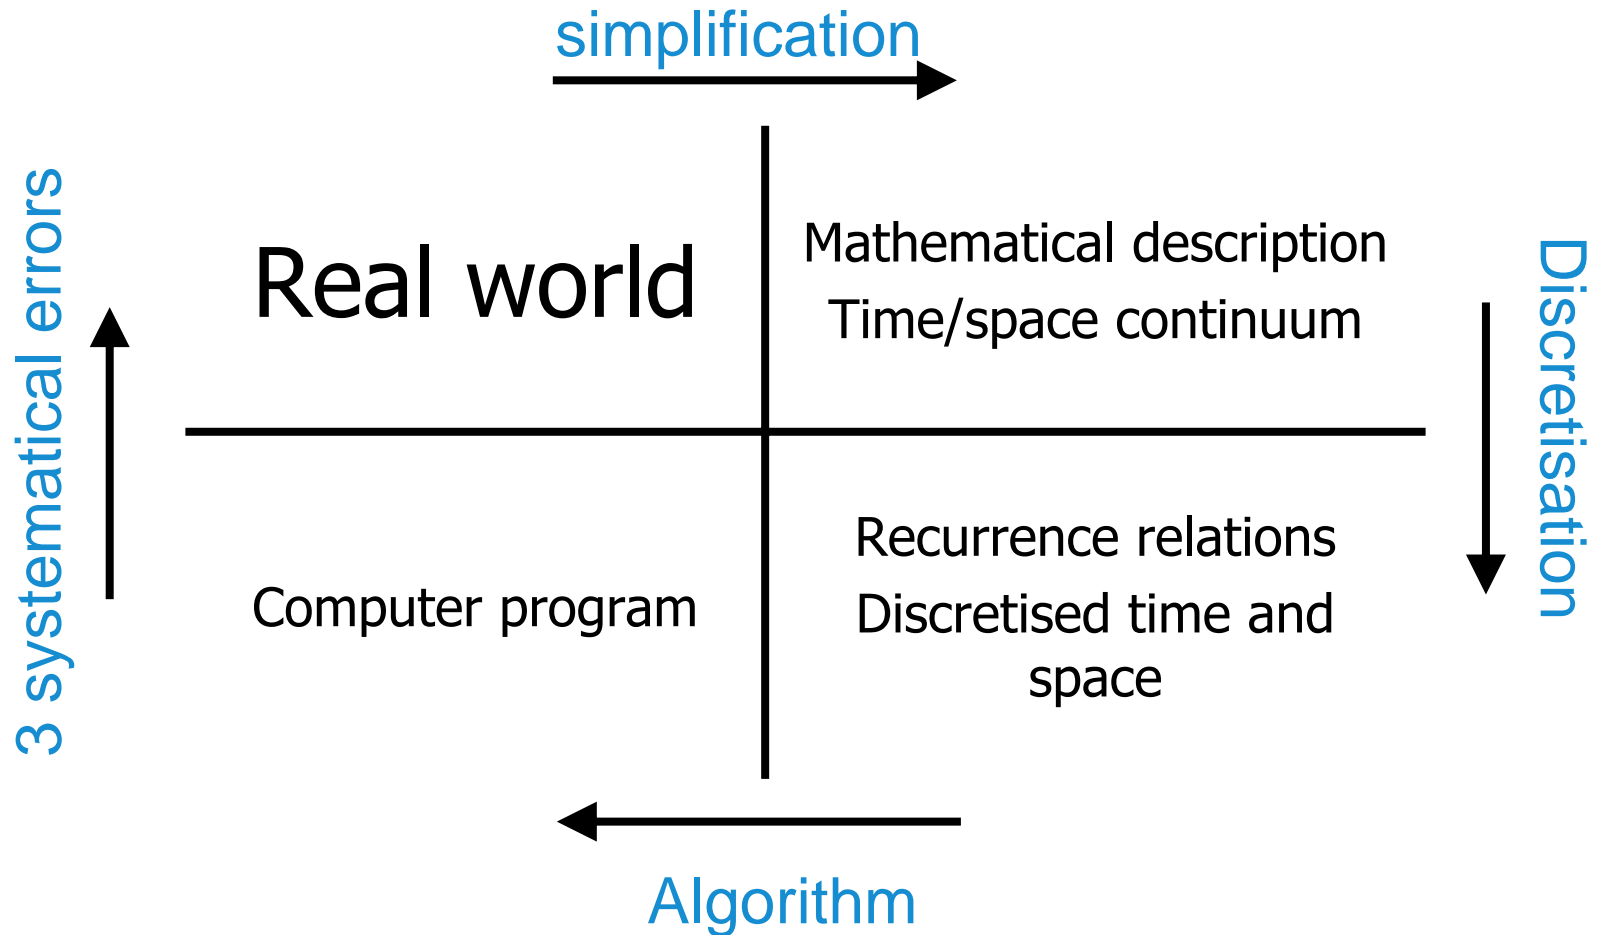 simplification
3 systematical errors
Real world
Mathematical description
Time/space continuum
Discretisation
Computer program
Recurrence relations
Discretised time and
space
Algorithm